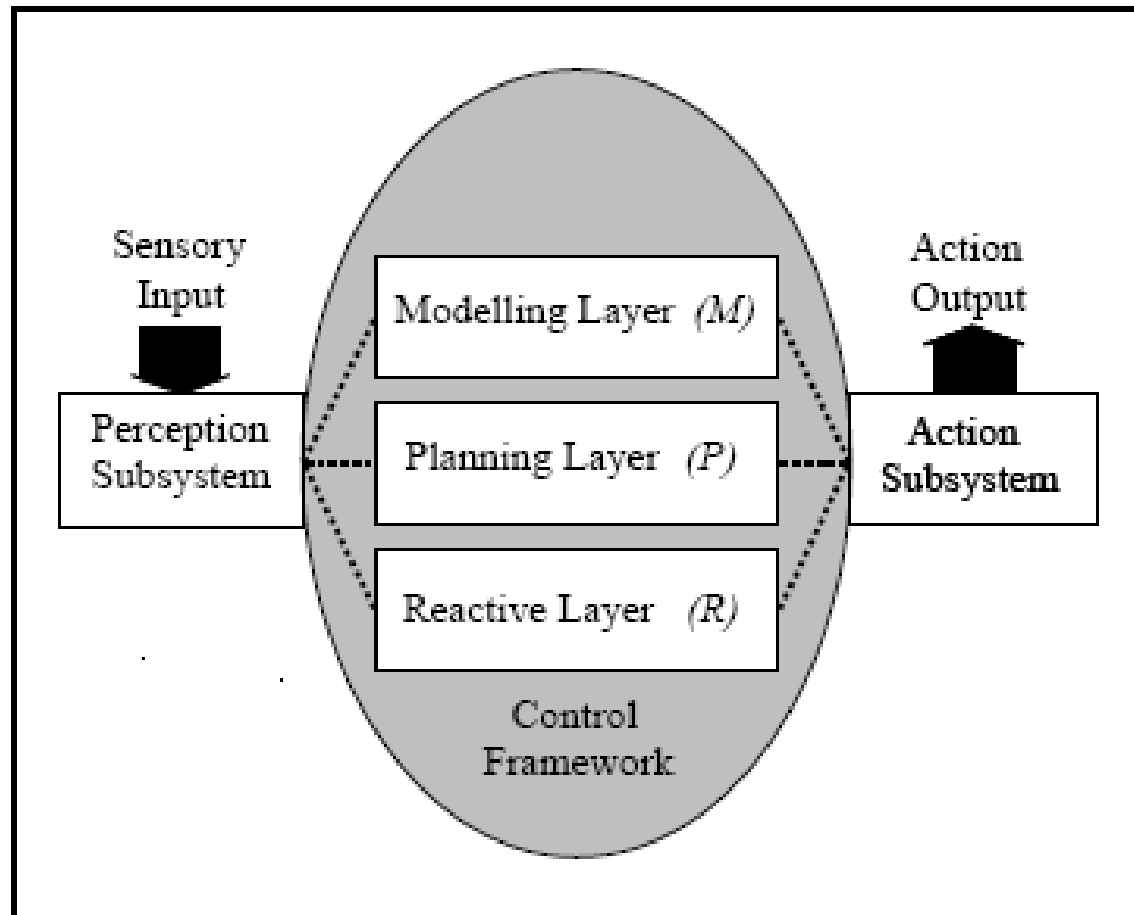 Sensory
Input
Perception
Subsystem
Modelling Layer (M)
Planning Layer (P)
Reactive Layer (R)
Control
Framework
Action
Output
Action
Subsystem